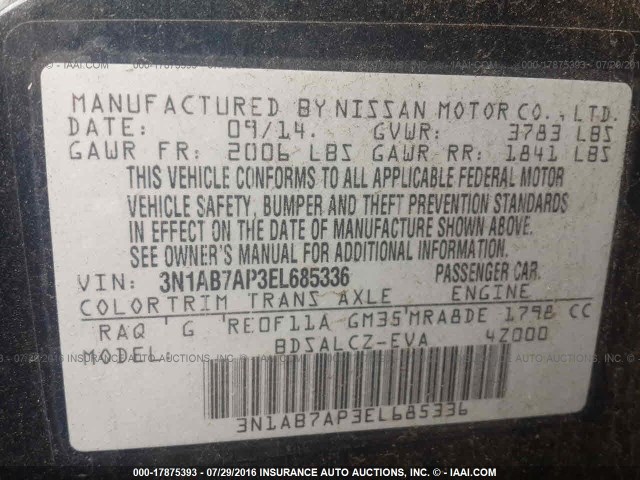 MANUFACTURED BY NISSAN MOTOR CO., LTD.
DATE: 09/14. GVWR: 3783 LBS
GAWR FR: 2006 LBS GAWR RR: 1841 LBS
THIS VEHICLE CONFORMS TO ALL APPLICABLE FEDERAL MOTOR
VEHICLE SAFETY, BUMPER AND THEFT PREVENTION STANDARDS
IN EFFECT ON THE DATE OF MANUFACTURE SHOWN ABOVE.
SEE OWNER'S MANUAL FOR ADDITIONAL INFORMATION.
VIN: 3N1AB7AP3EL685336 PASSENGER CAR.
COLOR TRIM TRANS AXLE ENGINE
RAQ G RE0F11A GM35 MRA8DE 1798 CC
MODEL: BDSALCZ-EVA 4Z000
3N1AB7AP3EL685336
000-17875393 - 07/29/2016 INSURANCE AUTO AUCTIONS, INC. - © - WWW.IAAI.COM